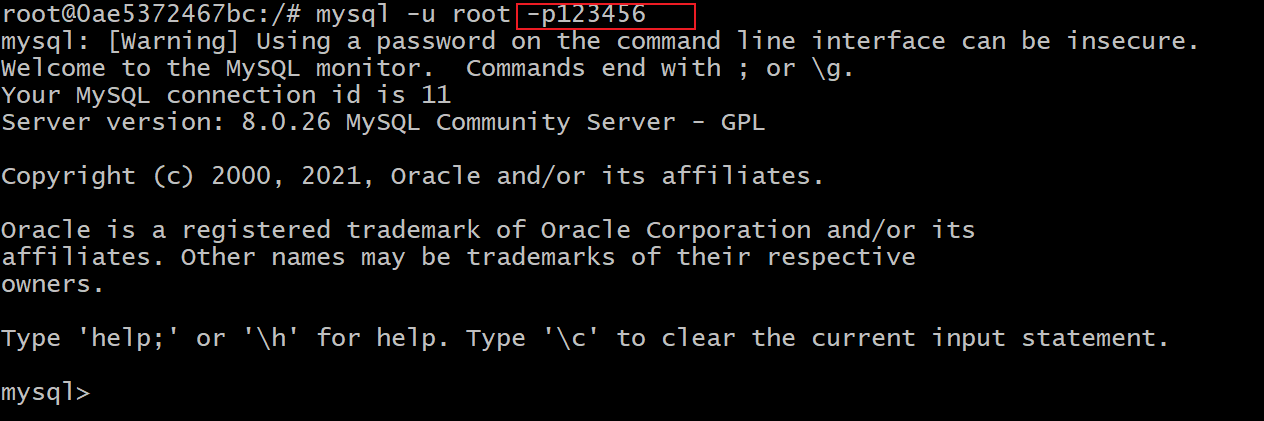 root@0ae5372467bc:/# mysql -u root -p123456
mysql: [Warning] Using a password on the command line interface can be insecure.
Welcome to the MySQL monitor.  Commands end with ; or \g.
Your MySQL connection id is 11
Server version: 8.0.26 MySQL Community Server - GPL

Copyright (c) 2000, 2021, Oracle and/or its affiliates.

Oracle is a registered trademark of Oracle Corporation and/or its
affiliates. Other names may be trademarks of their respective
owners.

Type 'help;' or '\h' for help. Type '\c' to clear the current input statement.

mysql>